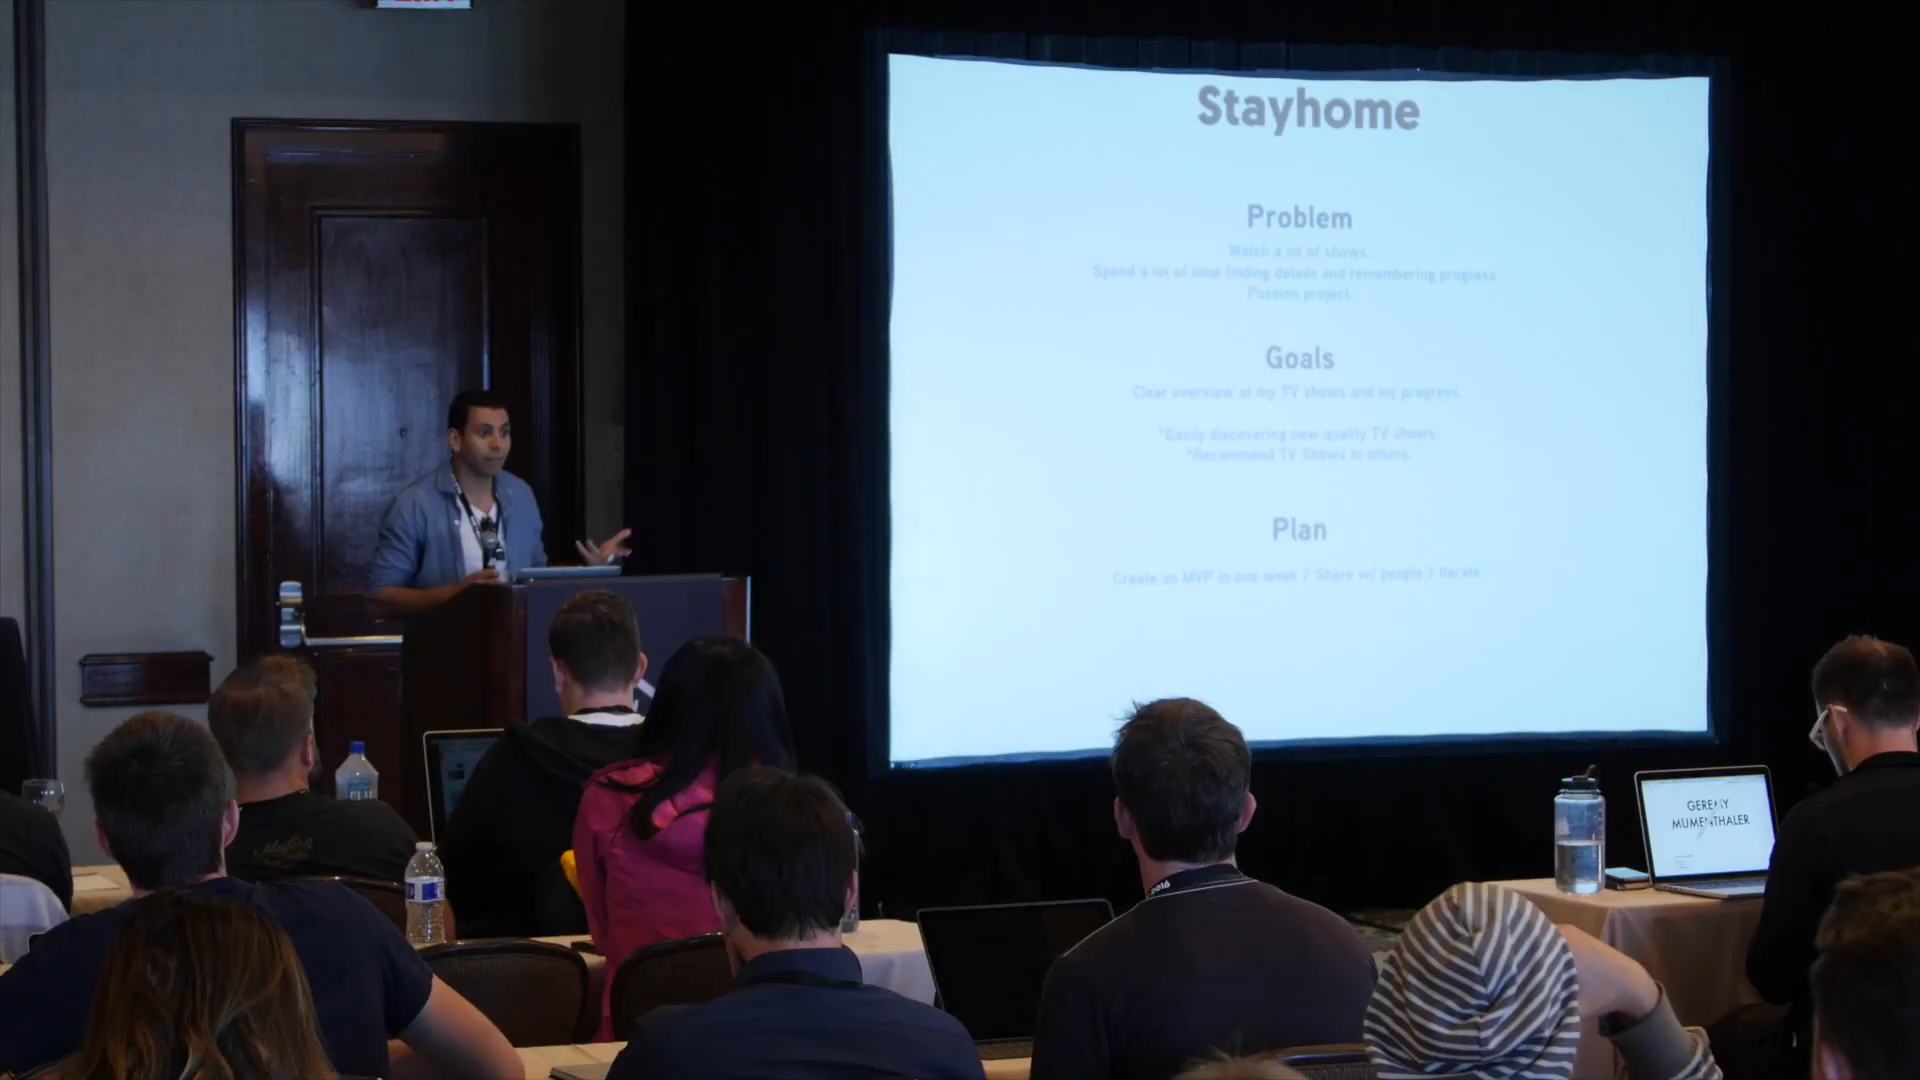 Stayhome
Problem
Watch a lot of shows.
Spend a lot of time finding details and remembering progress.
Passion project
Goals
Clear overview of my TV shows and my progress.
*Easily discovering new quality TV shows.
*Recommend TV Shows to others.
Plan
Create an MVP in one week / Share w/ people > Iterate
GEREMY
MUMENTHALER
2016